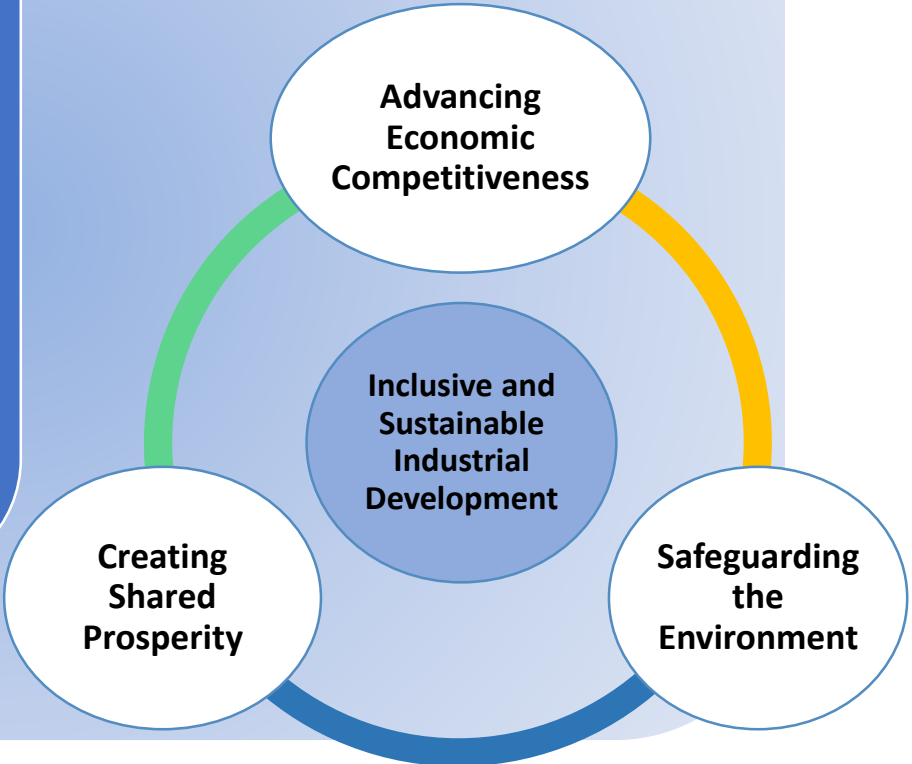 Advancing
Economic
Competitiveness
Inclusive and
Sustainable
Industrial
Development
Creating
Shared
Prosperity
Safeguarding
the
Environment